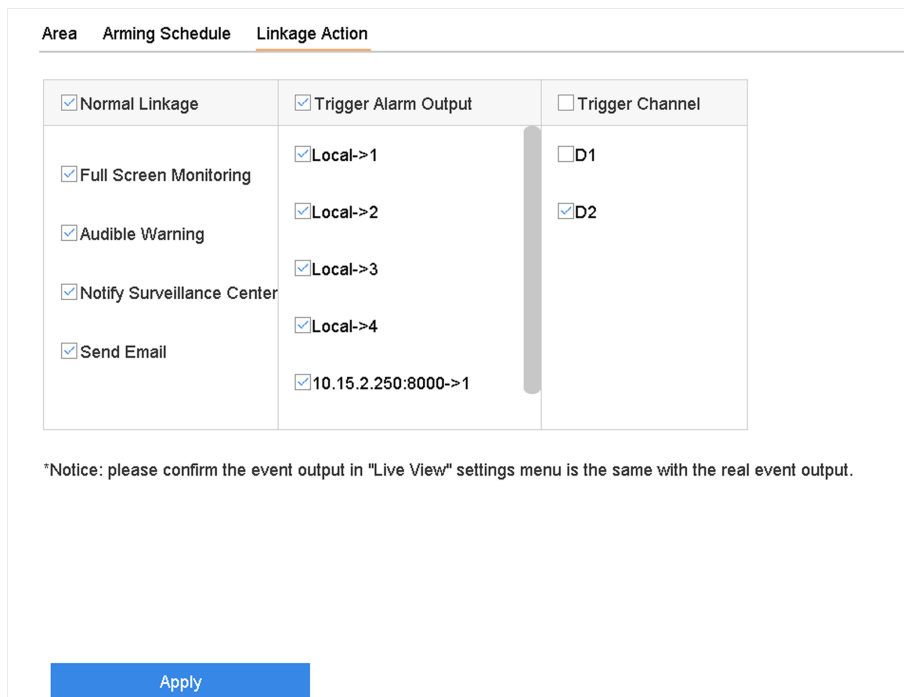 Area Arming Schedule Linkage Action
Normal Linkage Trigger Alarm Output Trigger Channel
Full Screen Monitoring
Audible Warning
Notify Surveillance Center
Send Email
Local->1
Local->2
Local->3
Local->4
10.15.2.250:8000->1
D1
D2
*Notice: please confirm the event output in "Live View" settings menu is the same with the real event output.
Apply